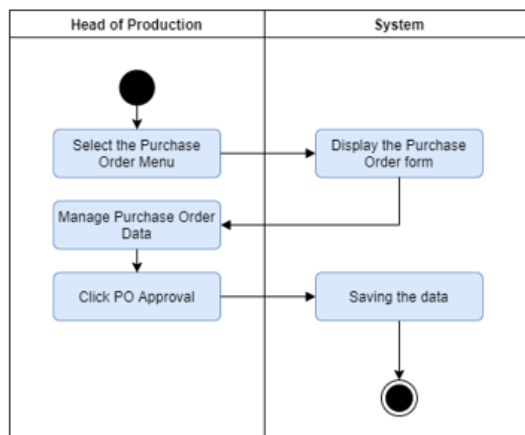 Head of Production
System
Select the Purchase
Order Menu
Display the Purchase
Order form
Manage Purchase Order
Data
Click PO Approval
Saving the data